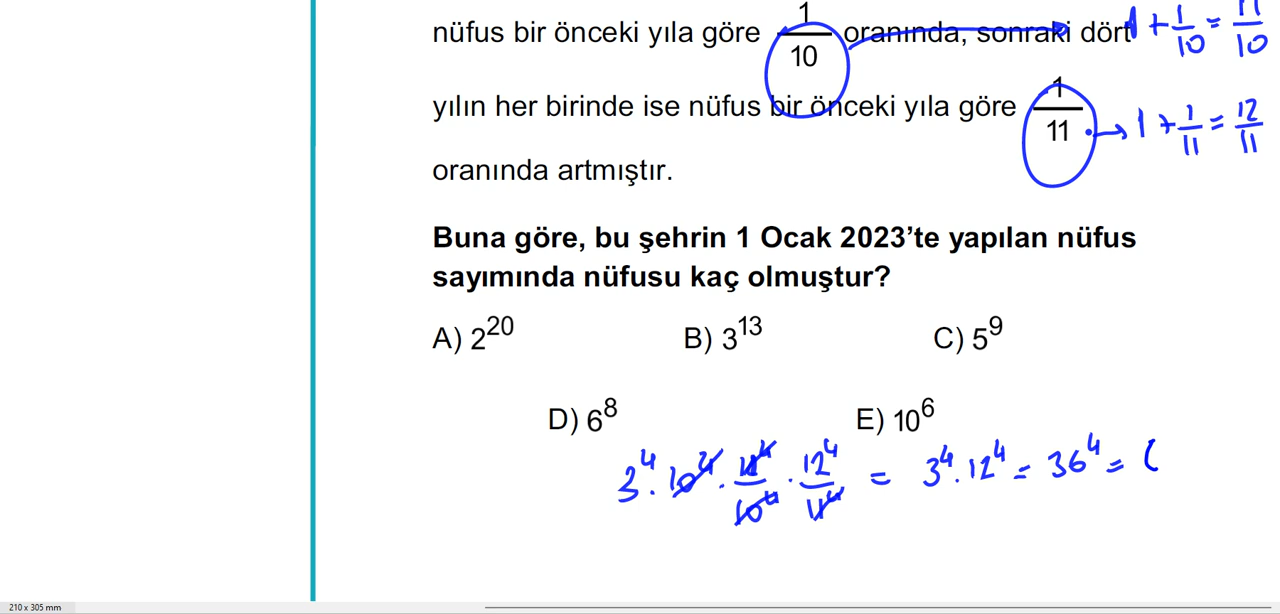 nüfus bir önceki yıla göre 1/10 oranında, sonraki dört 1 + 1/10 = 11/10
yılın her birinde ise nüfus bir önceki yıla göre 1/11 → 1 + 1/11 = 12/11
oranında artmıştır.
Buna göre, bu şehrin 1 Ocak 2023’te yapılan nüfus
sayımında nüfusu kaç olmuştur?
A) 2^20 B) 3^13 C) 5^9
D) 6^8 E) 10^6
3^4 . 10^4 . 11^4/10^4 . 12^4/11^4 = 3^4 . 12^4 = 36^4 = (
210 x 305 mm